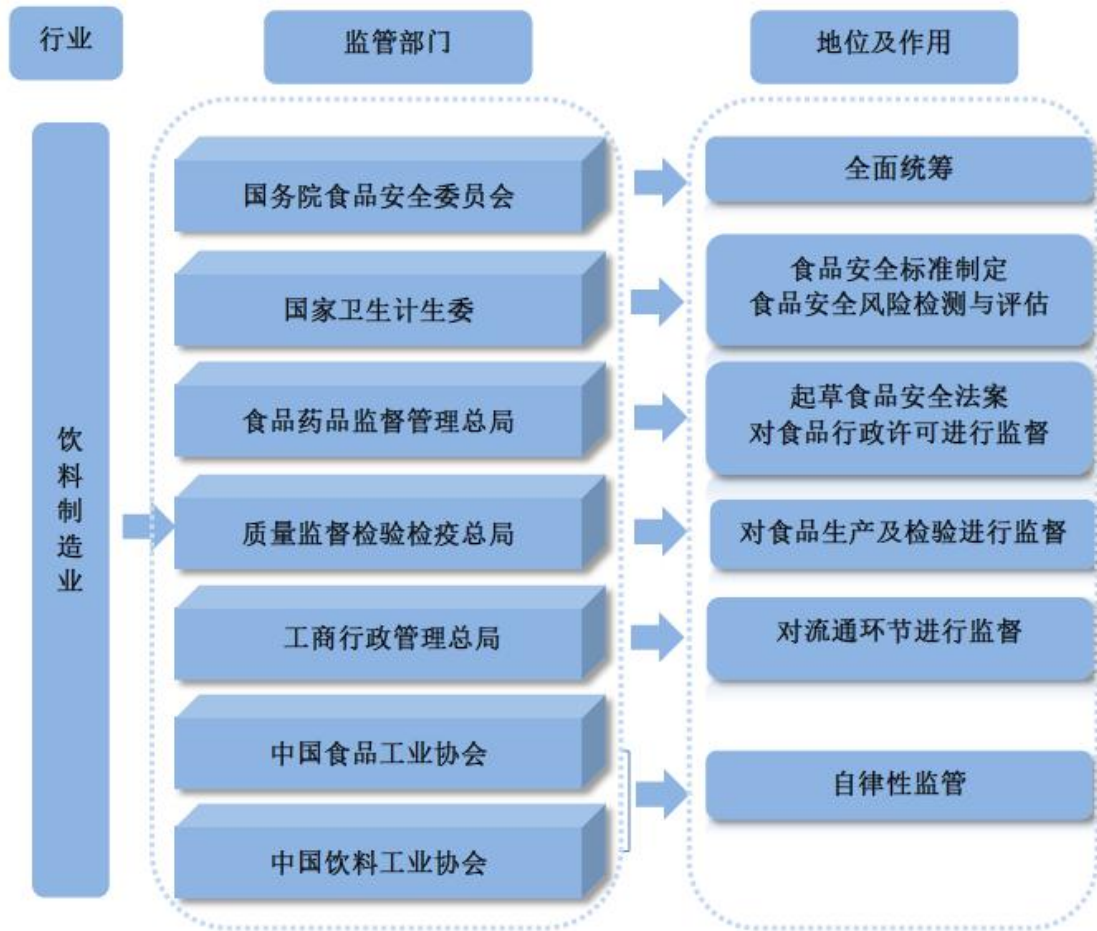 行业
监管部门
地位及作用
饮料制造业
国务院食品安全委员会
全面统筹
国家卫生计生委
食品安全标准制定
食品安全风险检测与评估
食品药品监督管理总局
起草食品安全法案
对食品行政许可进行监督
质量监督检验检疫总局
对食品生产及检验进行监督
工商行政管理总局
对流通环节进行监督
中国食品工业协会
中国饮料工业协会
自律性监管